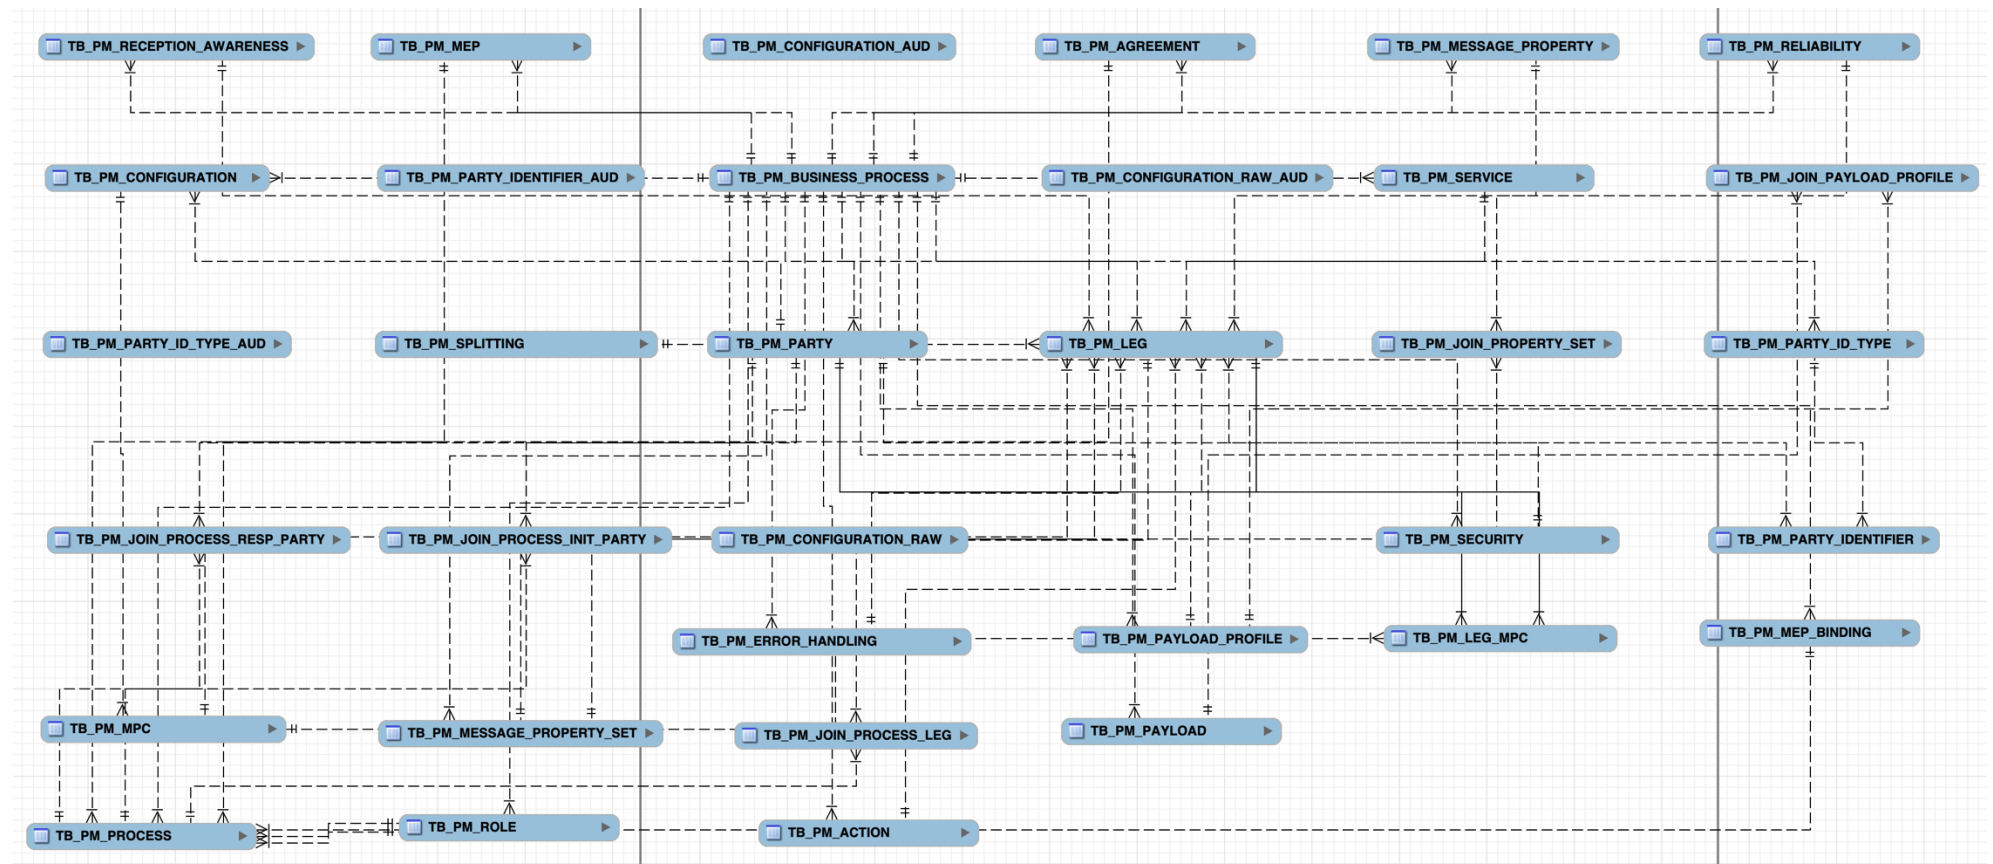 TB_PM_RECEPTION_AWARENESS
TB_PM_MEP
TB_PM_CONFIGURATION_AUD
TB_PM_AGREEMENT
TB_PM_MESSAGE_PROPERTY
TB_PM_RELIABILITY
TB_PM_CONFIGURATION
TB_PM_PARTY_IDENTIFIER_AUD
TB_PM_BUSINESS_PROCESS
TB_PM_CONFIGURATION_RAW_AUD
TB_PM_SERVICE
TB_PM_JOIN_PAYLOAD_PROFILE
TB_PM_PARTY_ID_TYPE_AUD
TB_PM_SPLITTING
TB_PM_PARTY
TB_PM_LEG
TB_PM_JOIN_PROPERTY_SET
TB_PM_PARTY_ID_TYPE
TB_PM_JOIN_PROCESS_RESP_PARTY
TB_PM_JOIN_PROCESS_INIT_PARTY
TB_PM_CONFIGURATION_RAW
TB_PM_SECURITY
TB_PM_PARTY_IDENTIFIER
TB_PM_ERROR_HANDLING
TB_PM_PAYLOAD_PROFILE
TB_PM_LEG_MPC
TB_PM_MEP_BINDING
TB_PM_MPC
TB_PM_MESSAGE_PROPERTY_SET
TB_PM_JOIN_PROCESS_LEG
TB_PM_PAYLOAD
TB_PM_PROCESS
TB_PM_ROLE
TB_PM_ACTION